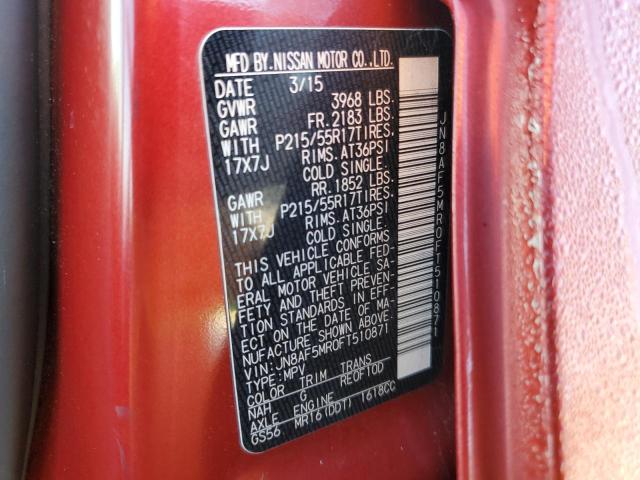 MFD BY.NISSAN MOTOR CO.,LTD.
DATE 3/15
GVWR 3968 LBS.
GAWR FR. 2183 LBS.
WITH P215/55R17TIRES.
17X7J RIMS. AT36PSI
COLD SINGLE.
GAWR RR. 1852 LBS.
WITH P215/55R17TIRES.
17X7J RIMS. AT36PSI
COLD SINGLE.
THIS VEHICLE CONFORMS
TO ALL APPLICABLE FED-
ERAL MOTOR VEHICLE SA-
FETY AND THEFT PREVEN-
TION STANDARDS IN EFF-
ECT ON THE DATE OF MA-
NUFACTURE SHOWN ABOVE.
VIN:JN8AF5MR0FT510871
TYPE:MPV
COLOR TRIM TRANS
NAH G RE0F10D
AXLE ENGINE
GS56 MR16(DDT) 1618CC
JN8AF5MR0FT510871